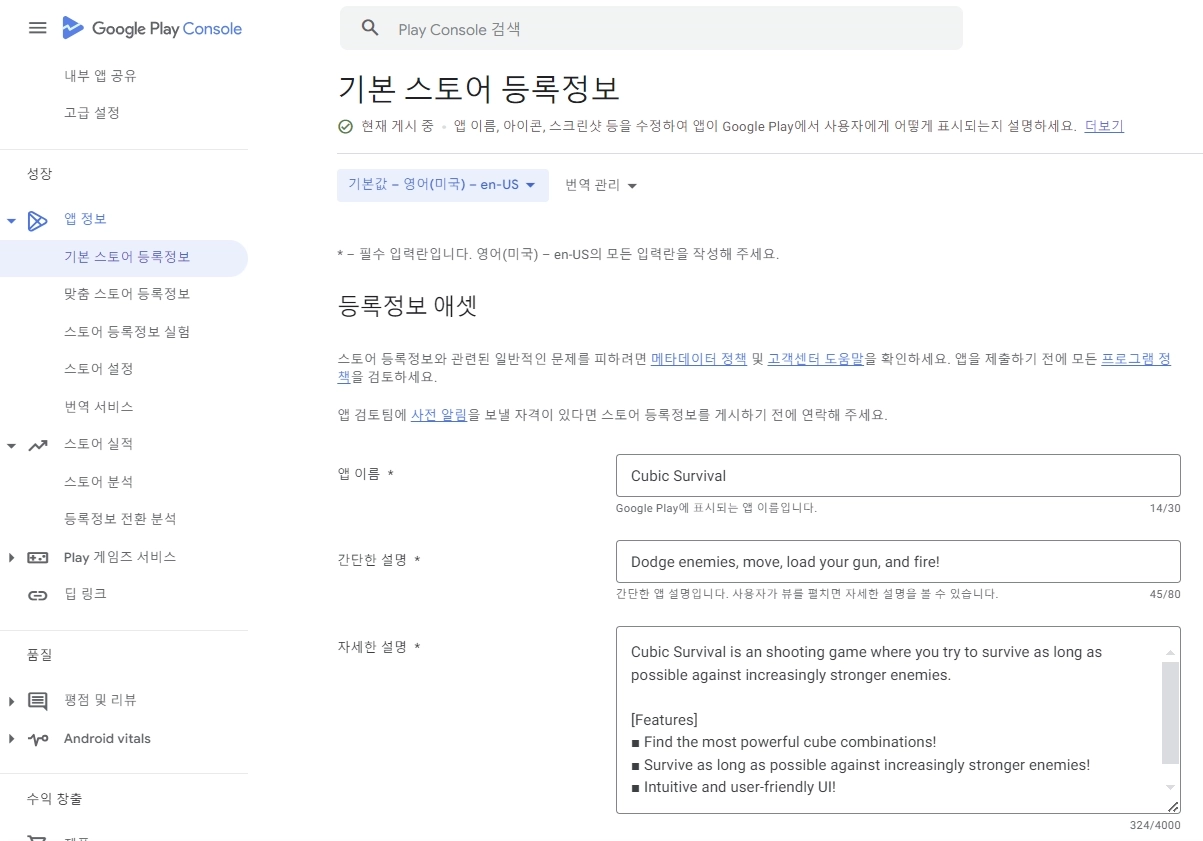 Google Play Console
Play Console 검색
내부 앱 공유
고급 설정
성장
앱 정보
기본 스토어 등록정보
맞춤 스토어 등록정보
스토어 등록정보 실험
스토어 설정
번역 서비스
스토어 실적
스토어 분석
등록정보 전환 분석
Play 게임즈 서비스
딥 링크
품질
평점 및 리뷰
Android vitals
수익 창출
기본 스토어 등록정보
현재 게시 중 • 앱 이름, 아이콘, 스크린샷 등을 수정하여 앱이 Google Play에서 사용자에게 어떻게 표시되는지 설명하세요. 더보기
기본값 – 영어(미국) – en-US
번역 관리
* – 필수 입력란입니다. 영어(미국) – en-US의 모든 입력란을 작성해 주세요.
등록정보 애셋
스토어 등록정보와 관련된 일반적인 문제를 피하려면 메타데이터 정책 및 고객센터 도움말을 확인하세요. 앱을 제출하기 전에 모든 프로그램 정
책을 검토하세요.
앱 검토팀에 사전 알림을 보낼 자격이 있다면 스토어 등록정보를 게시하기 전에 연락해 주세요.
앱 이름 *
Cubic Survival
Google Play에 표시되는 앱 이름입니다.
14/30
간단한 설명 *
Dodge enemies, move, load your gun, and fire!
간단한 앱 설명입니다. 사용자가 뷰를 펼치면 자세한 설명을 볼 수 있습니다.
45/80
자세한 설명 *
Cubic Survival is an shooting game where you try to survive as long as
possible against increasingly stronger enemies.
[Features]
■ Find the most powerful cube combinations!
■ Survive as long as possible against increasingly stronger enemies!
■ Intuitive and user-friendly UI!
324/4000